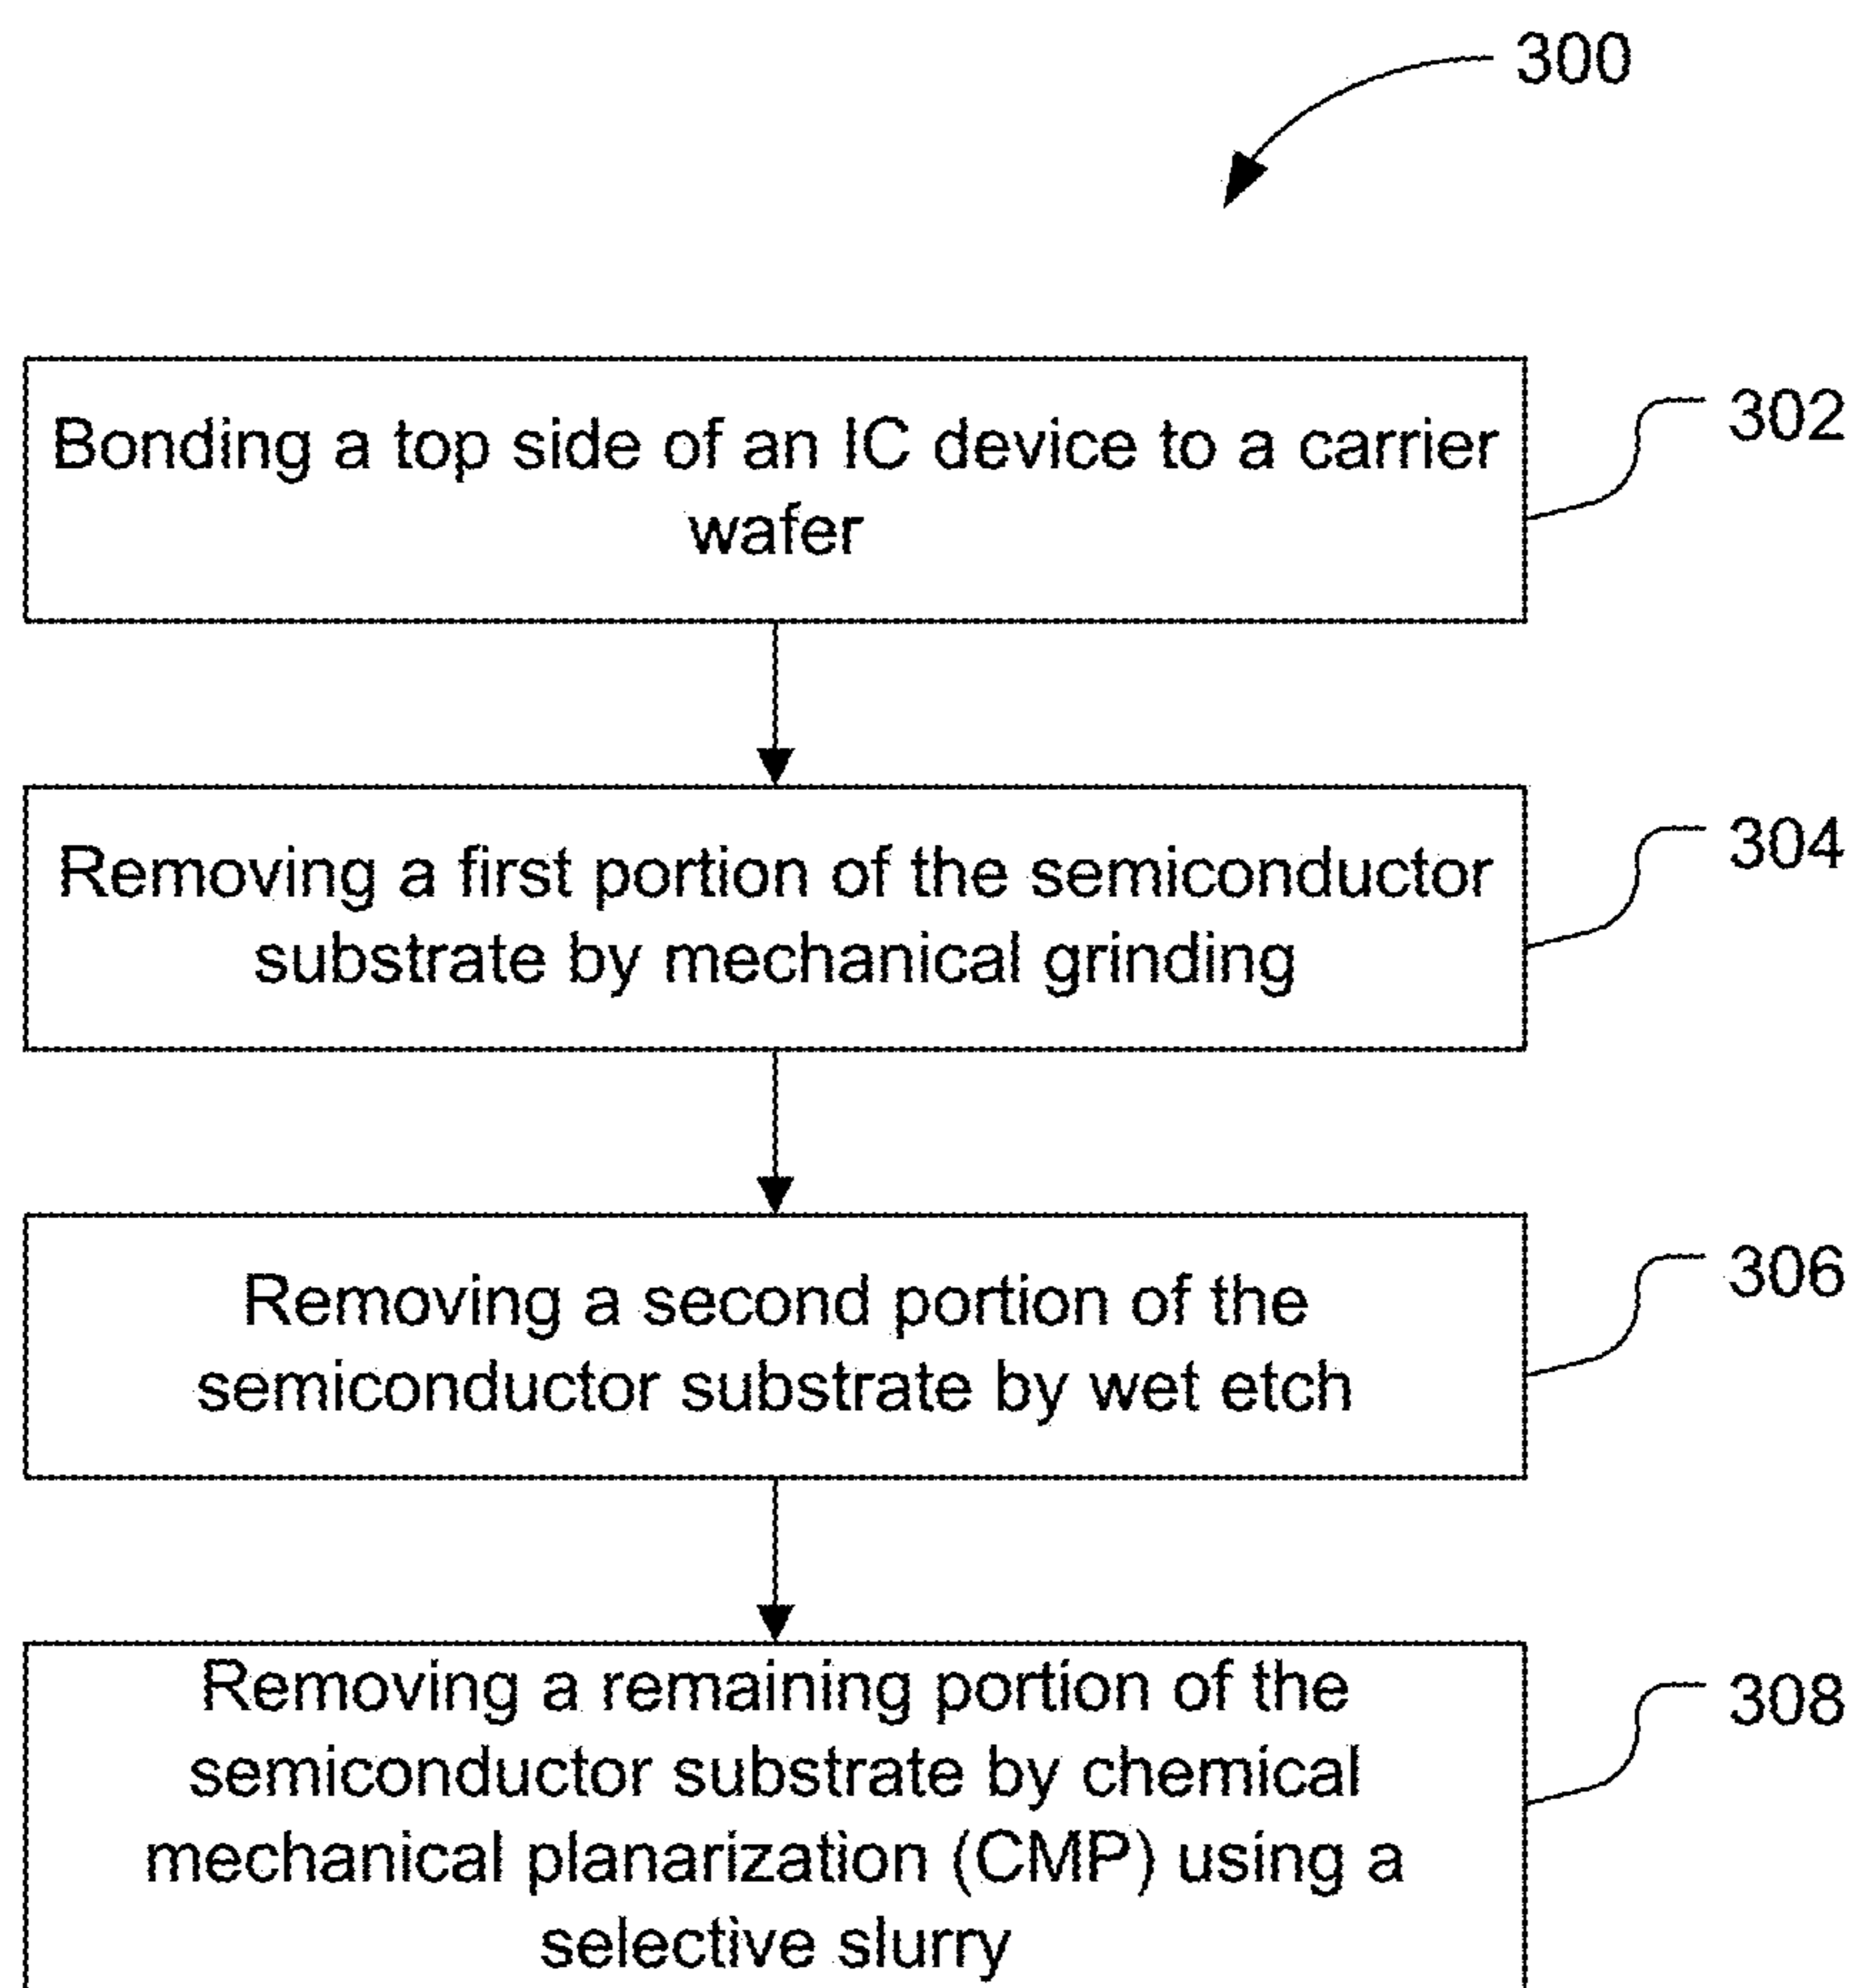 300
Bonding a top side of an IC device to a carrier
wafer
302
Removing a first portion of the semiconductor
substrate by mechanical grinding
304
Removing a second portion of the
semiconductor substrate by wet etch
306
Removing a remaining portion of the
semiconductor substrate by chemical
mechanical planarization (CMP) using a
selective slurry
308